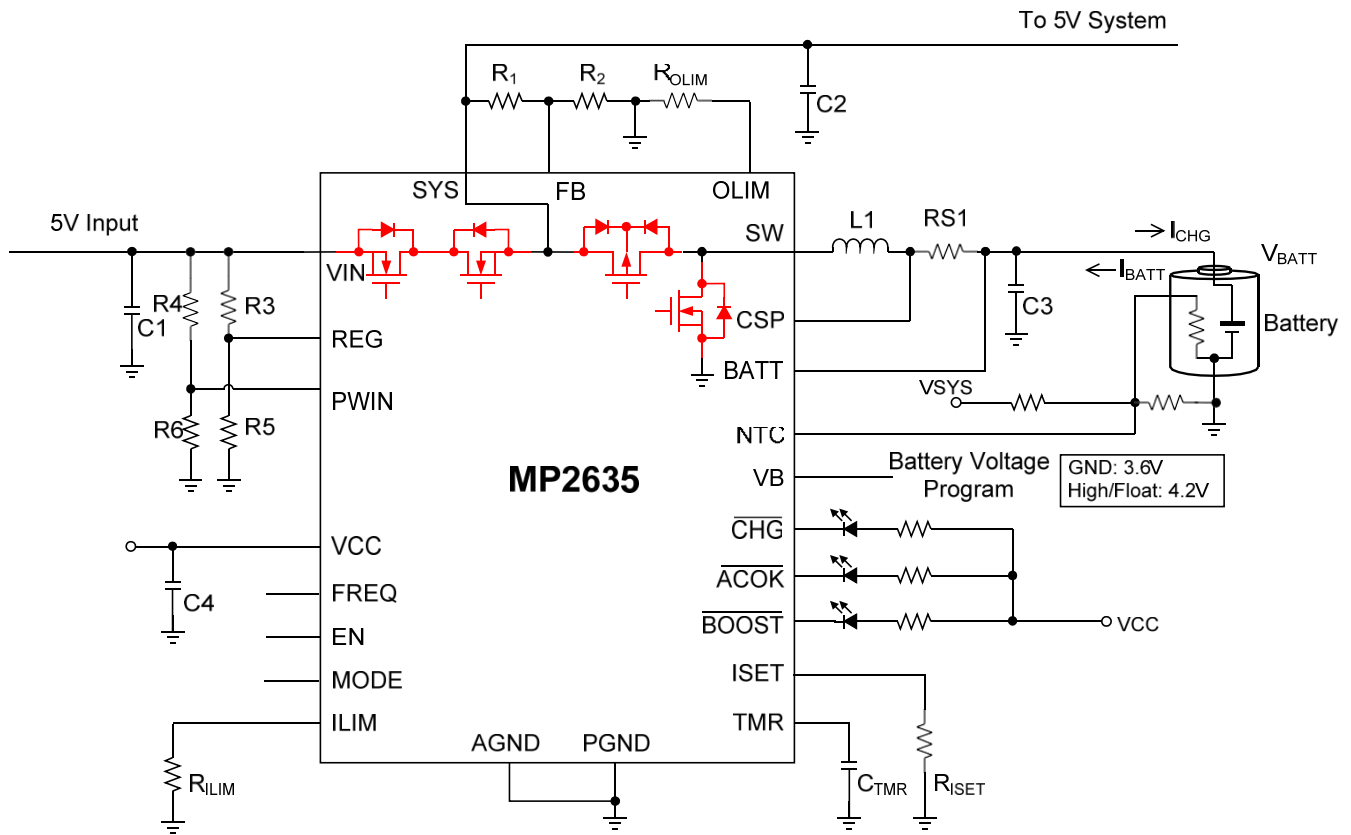 To 5V System
R1
R2
ROLIM
C2
SYS
FB
OLIM
5V Input
SW
L1
RS1
ICHG
IBATT
VBATT
VIN
R4
R3
C1
REG
CSP
C3
Battery
BATT
VSYS
PWIN
R6
R5
NTC
MP2635
VB
Battery Voltage
Program
GND: 3.6V
High/Float: 4.2V
CHG
VCC
ACOK
C4
FREQ
BOOST
VCC
EN
MODE
ISET
ILIM
TMR
AGND
PGND
RILIM
CTMR
RISET